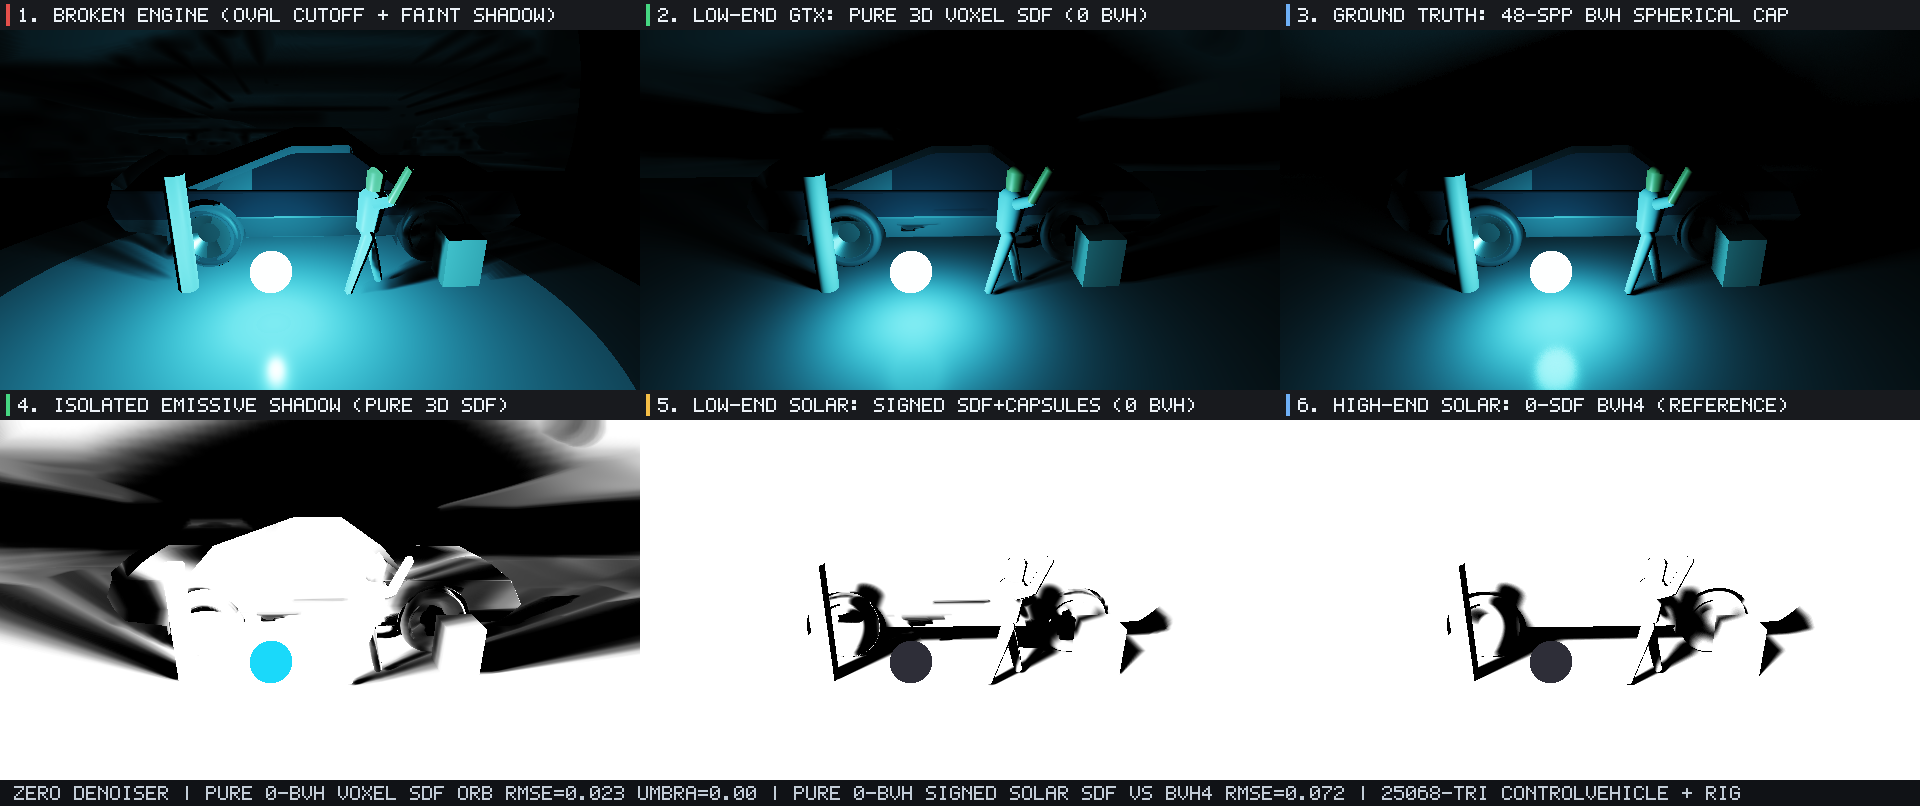 1. BROKEN ENGINE (OVAL CUTOFF + FAINT SHADOW)
2. LOW-END GTX: PURE 3D VOXEL SDF (0 BVH)
3. GROUND TRUTH: 48-SPP BVH SPHERICAL CAP
4. ISOLATED EMISSIVE SHADOW (PURE 3D SDF)
5. LOW-END SOLAR: SIGNED SDF+CAPSULES (0 BVH)
6. HIGH-END SOLAR: 0-SDF BVH4 (REFERENCE)
ZERO DENOISER | PURE 0-BVH VOXEL SDF ORB RMSE=0.023 UMBRA=0.00 | PURE 0-BVH SIGNED SOLAR SDF VS BVH4 RMSE=0.072 | 25068-TRI CONTROLVEHICLE + RIG